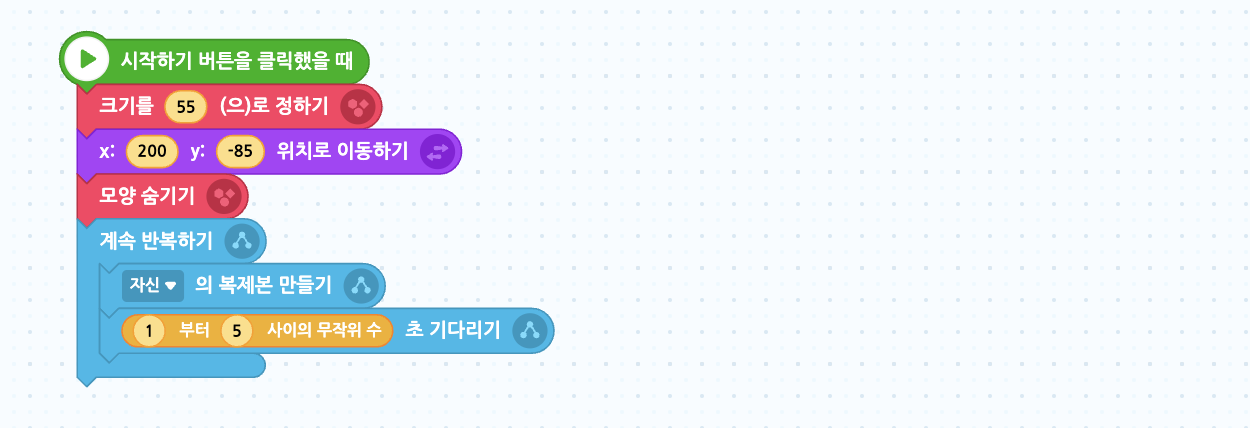 시작하기 버튼을 클릭했을 때
크기를 55 (으)로 정하기
x: 200 y: -85 위치로 이동하기
모양 숨기기
계속 반복하기
자신 의 복제본 만들기
1 부터 5 사이의 무작위 수 초 기다리기